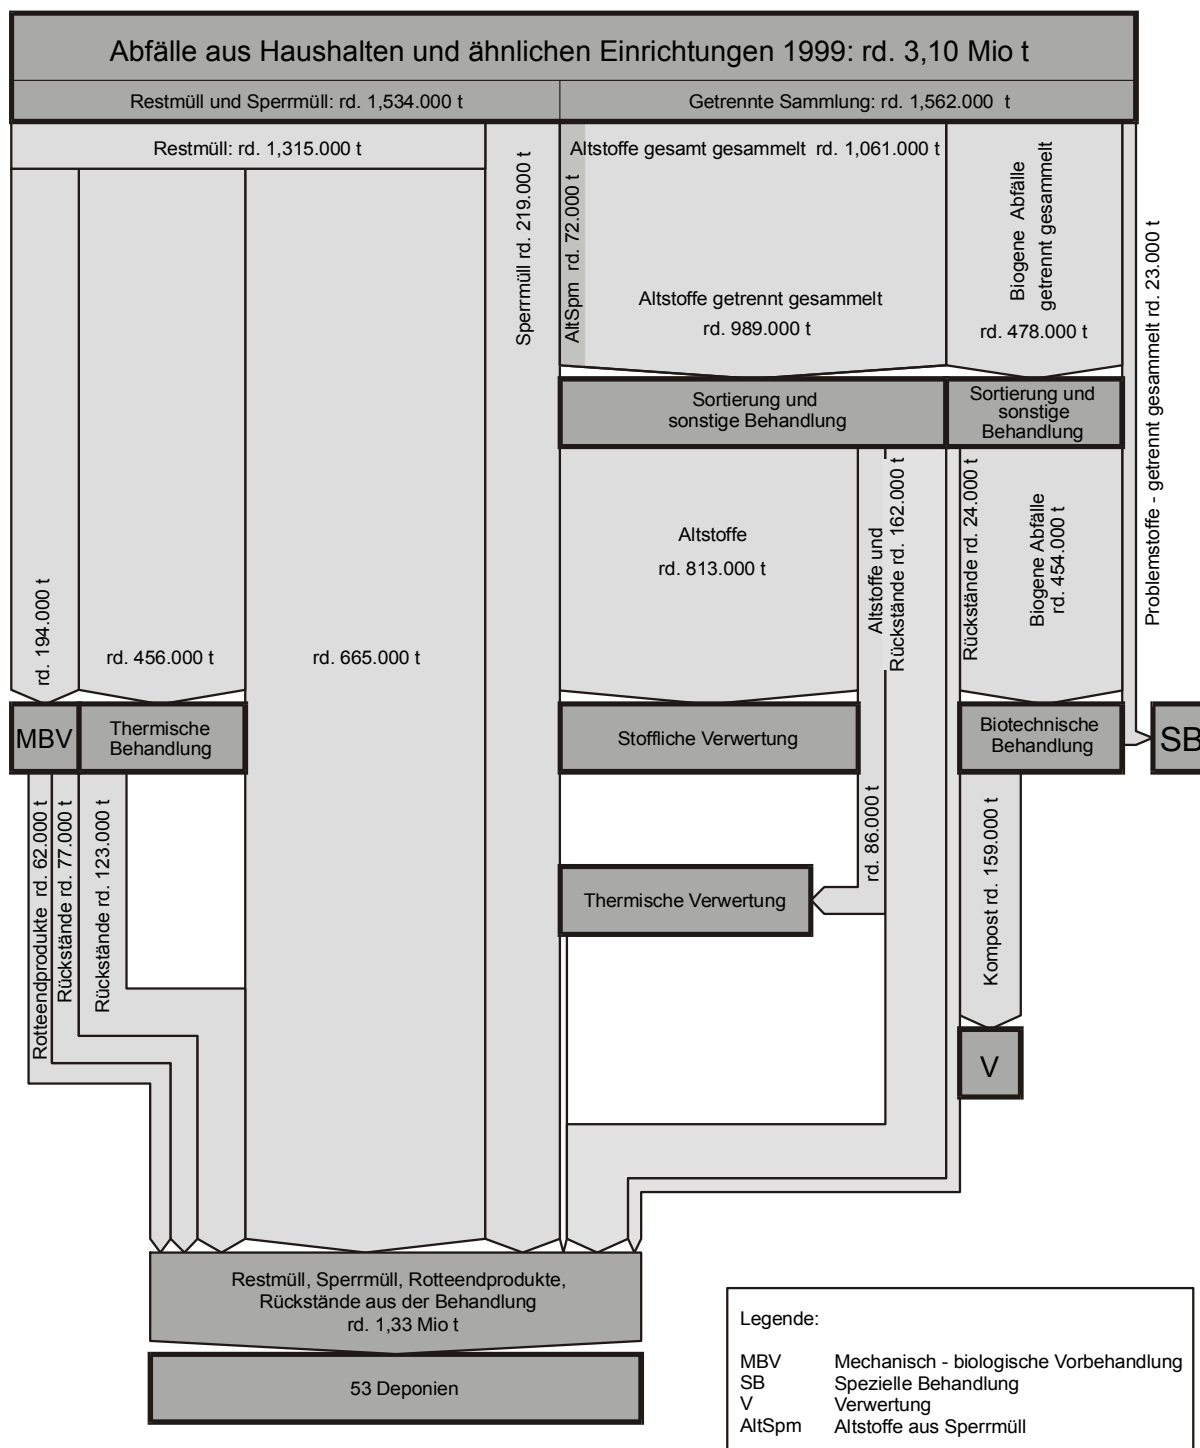 Abfälle aus Haushalten und ähnlichen Einrichtungen 1999: rd. 3,10 Mio t
Restmüll und Sperrmüll: rd. 1,534.000 t
Getrennte Sammlung: rd. 1,562.000 t
Restmüll: rd. 1,315.000 t
Sperrmüll rd. 219.000 t
AltSpm rd. 72.000 t
Altstoffe gesamt gesammelt rd. 1,061.000 t
Altstoffe getrennt gesammelt
rd. 989.000 t
Biogene Abfälle
getrennt gesammelt
rd. 478.000 t
Problemstoffe - getrennt gesammelt rd. 23.000 t
Sortierung und
sonstige Behandlung
Sortierung und
sonstige
Behandlung
rd. 194.000 t
rd. 456.000 t
rd. 665.000 t
Altstoffe
rd. 813.000 t
Altstoffe und
Rückstände rd. 162.000 t
Rückstände rd. 24.000 t
Biogene Abfälle
rd. 454.000 t
MBV
Thermische
Behandlung
Stoffliche Verwertung
Biotechnische
Behandlung
SB
Rotteendprodukte rd. 62.000 t
Rückstände rd. 77.000 t
Rückstände rd. 123.000 t
rd. 86.000 t
Thermische Verwertung
Kompost rd. 159.000 t
V
Restmüll, Sperrmüll, Rotteendprodukte,
Rückstände aus der Behandlung
rd. 1,33 Mio t
53 Deponien
Legende:
MBV Mechanisch - biologische Vorbehandlung
SB Spezielle Behandlung
V Verwertung
AltSpm Altstoffe aus Sperrmüll